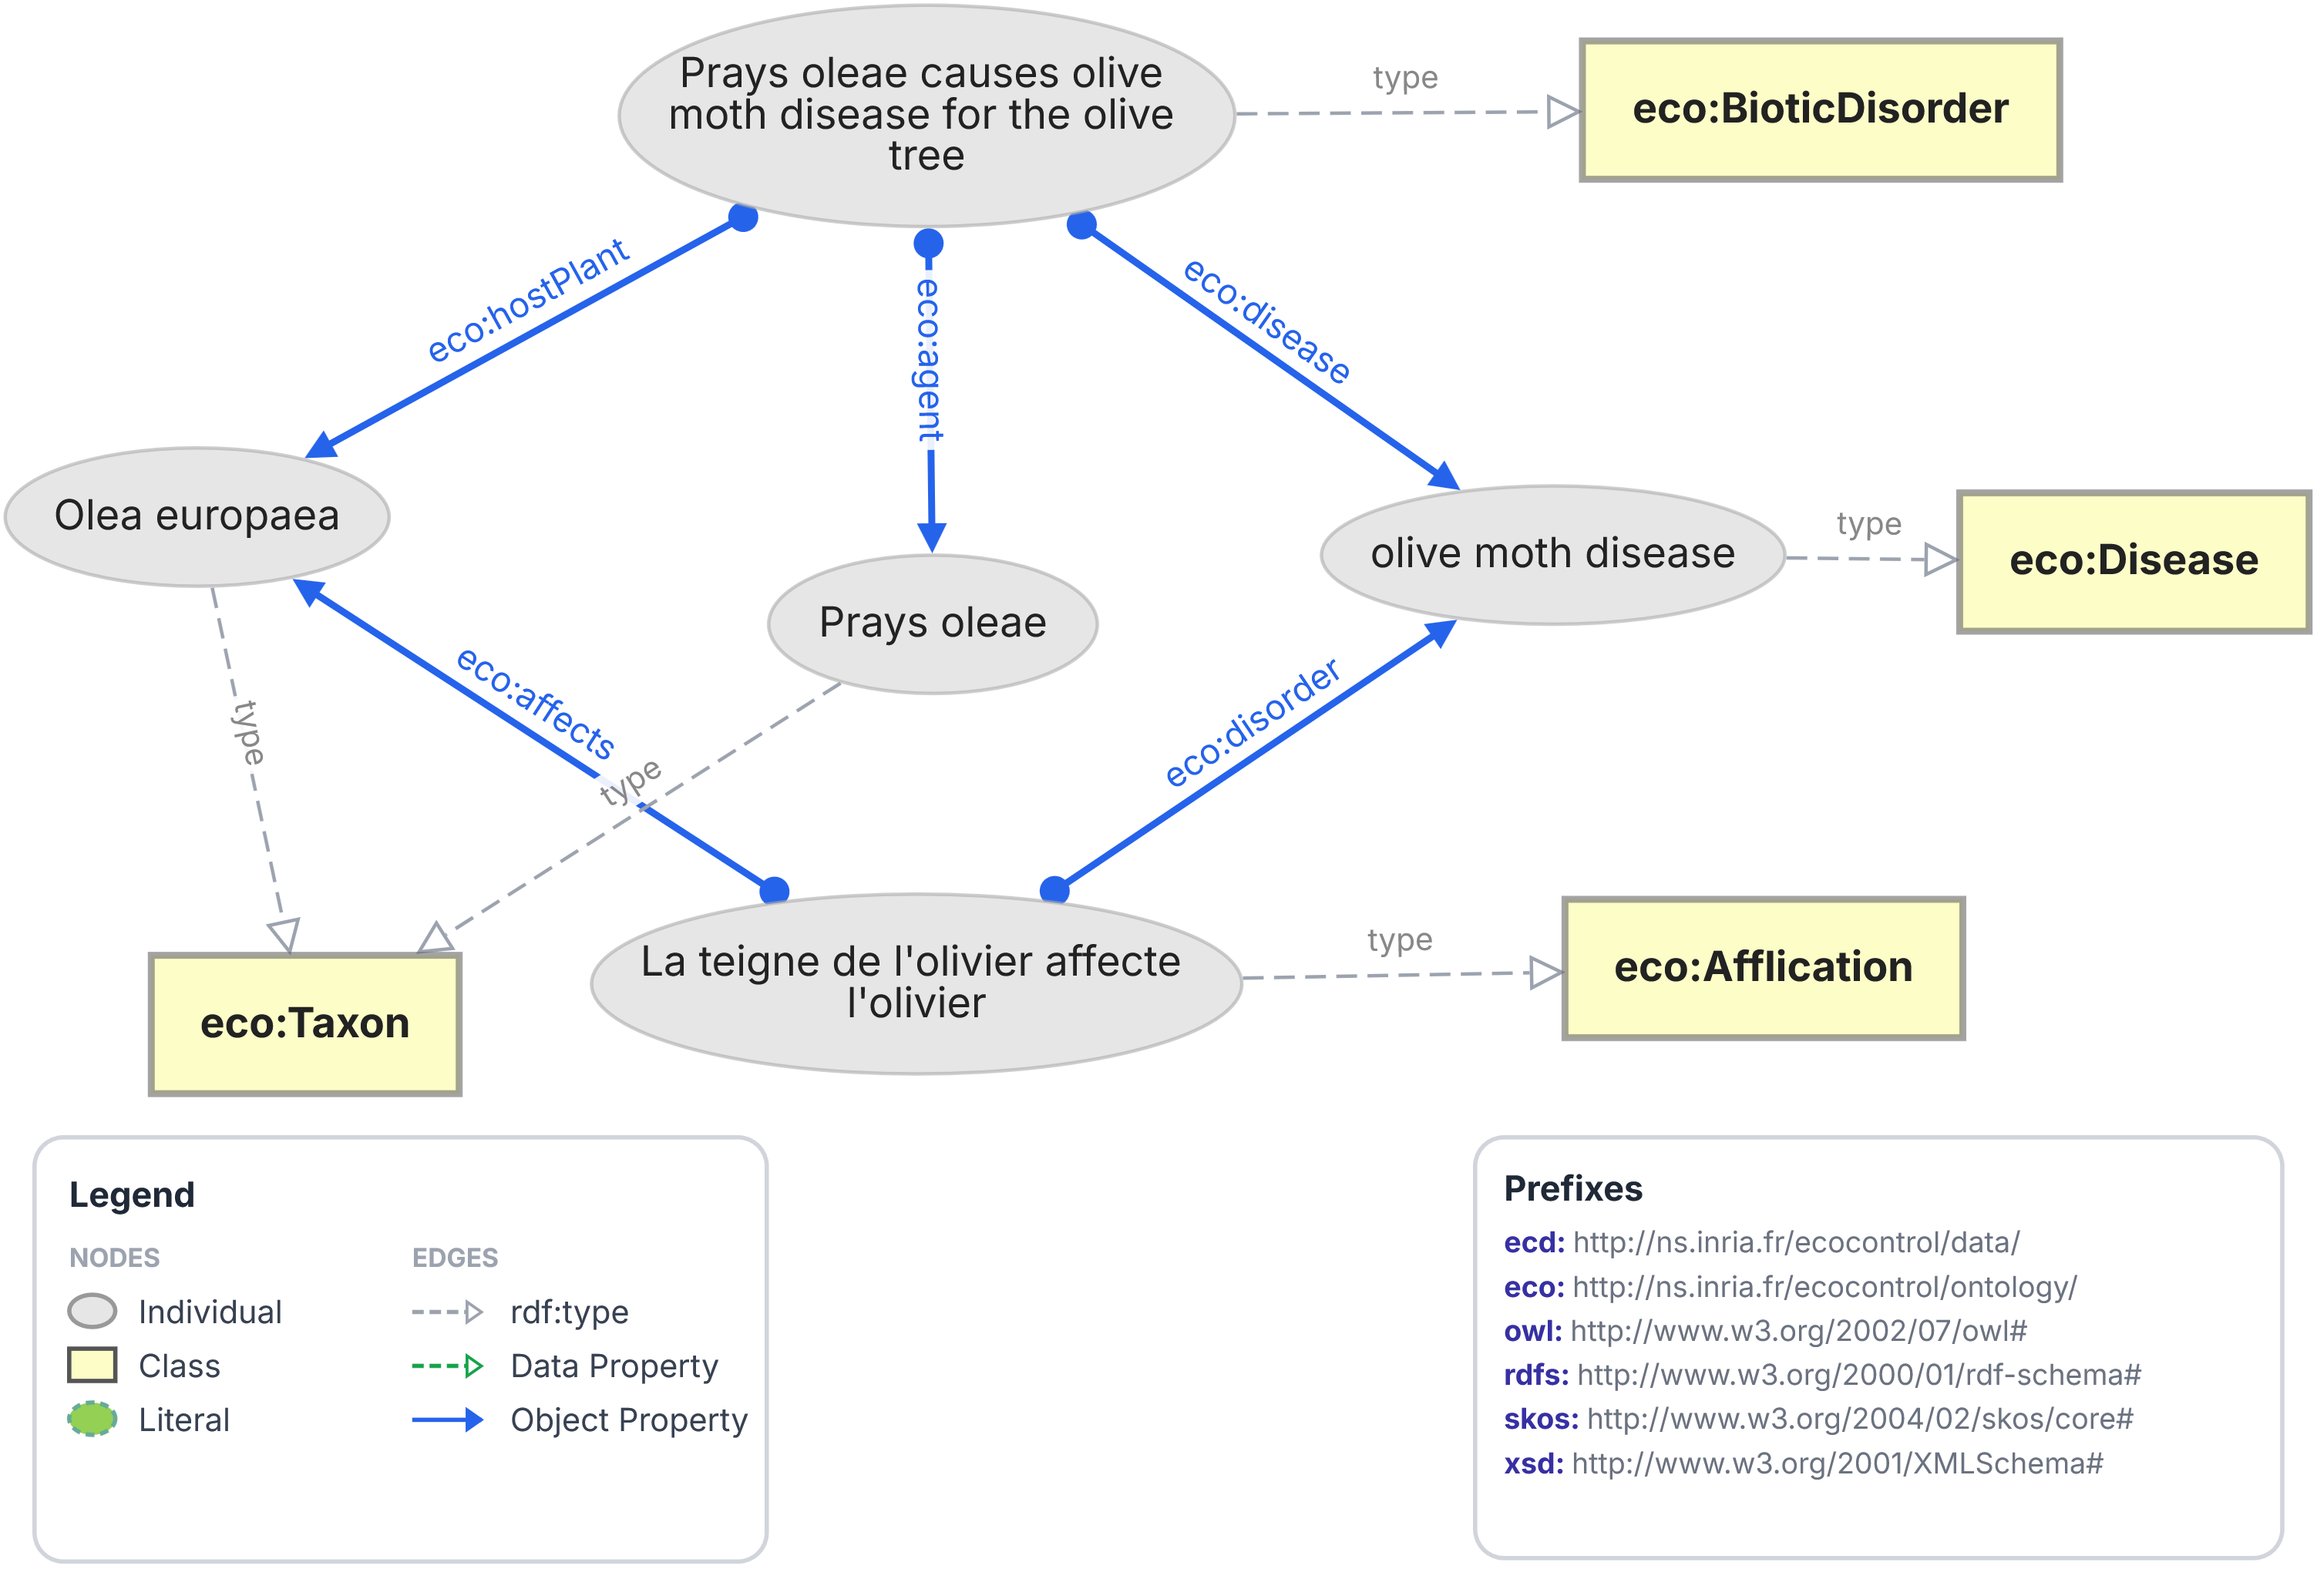 Prays oleae causes olive
moth disease for the olive
tree
type
eco:BioticDisorder
eco:hostPlant
eco:agent
eco:disease
Olea europaea
Prays oleae
olive moth disease
type
eco:Disease
type
eco:affects
type
eco:disorder
La teigne de l'olivier affecte
l'olivier
type
eco:Afflication
eco:Taxon
Legend
NODES
Individual
Class
Literal
EDGES
rdf:type
Data Property
Object Property
Prefixes
ecd: http://ns.inria.fr/ecocontrol/data/
eco: http://ns.inria.fr/ecocontrol/ontology/
owl: http://www.w3.org/2002/07/owl#
rdfs: http://www.w3.org/2000/01/rdf-schema#
skos: http://www.w3.org/2004/02/skos/core#
xsd: http://www.w3.org/2001/XMLSchema#